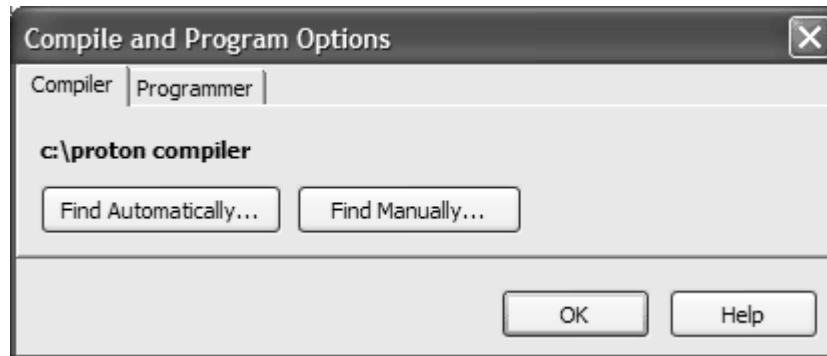 Compile and Program Options
Compiler Programmer
c:\proton compiler
Find Automatically... Find Manually...
OK Help